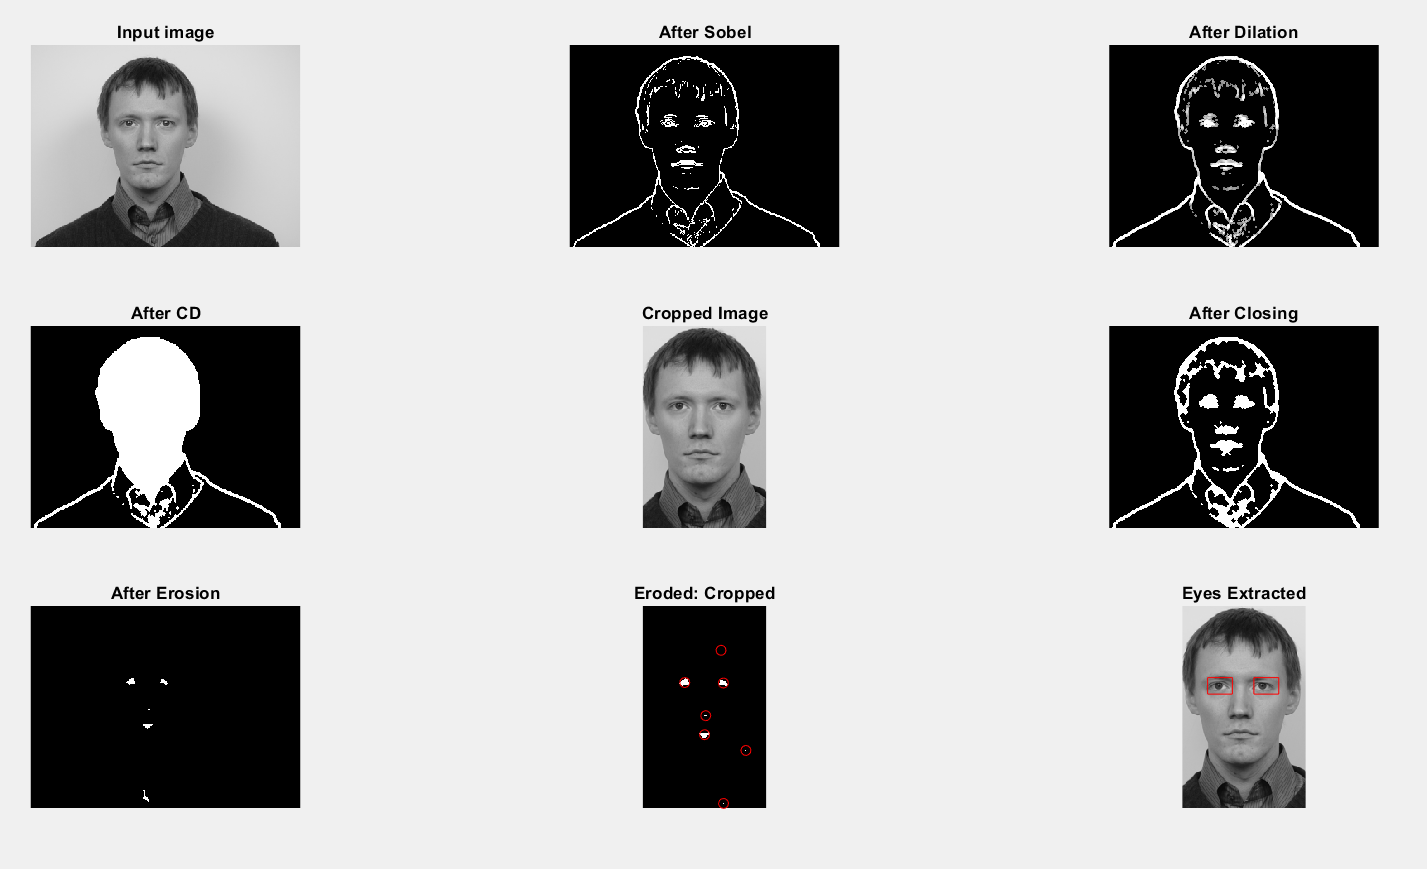 Input image
After Sobel
After Dilation
After CD
Cropped Image
After Closing
After Erosion
Eroded: Cropped
Eyes Extracted